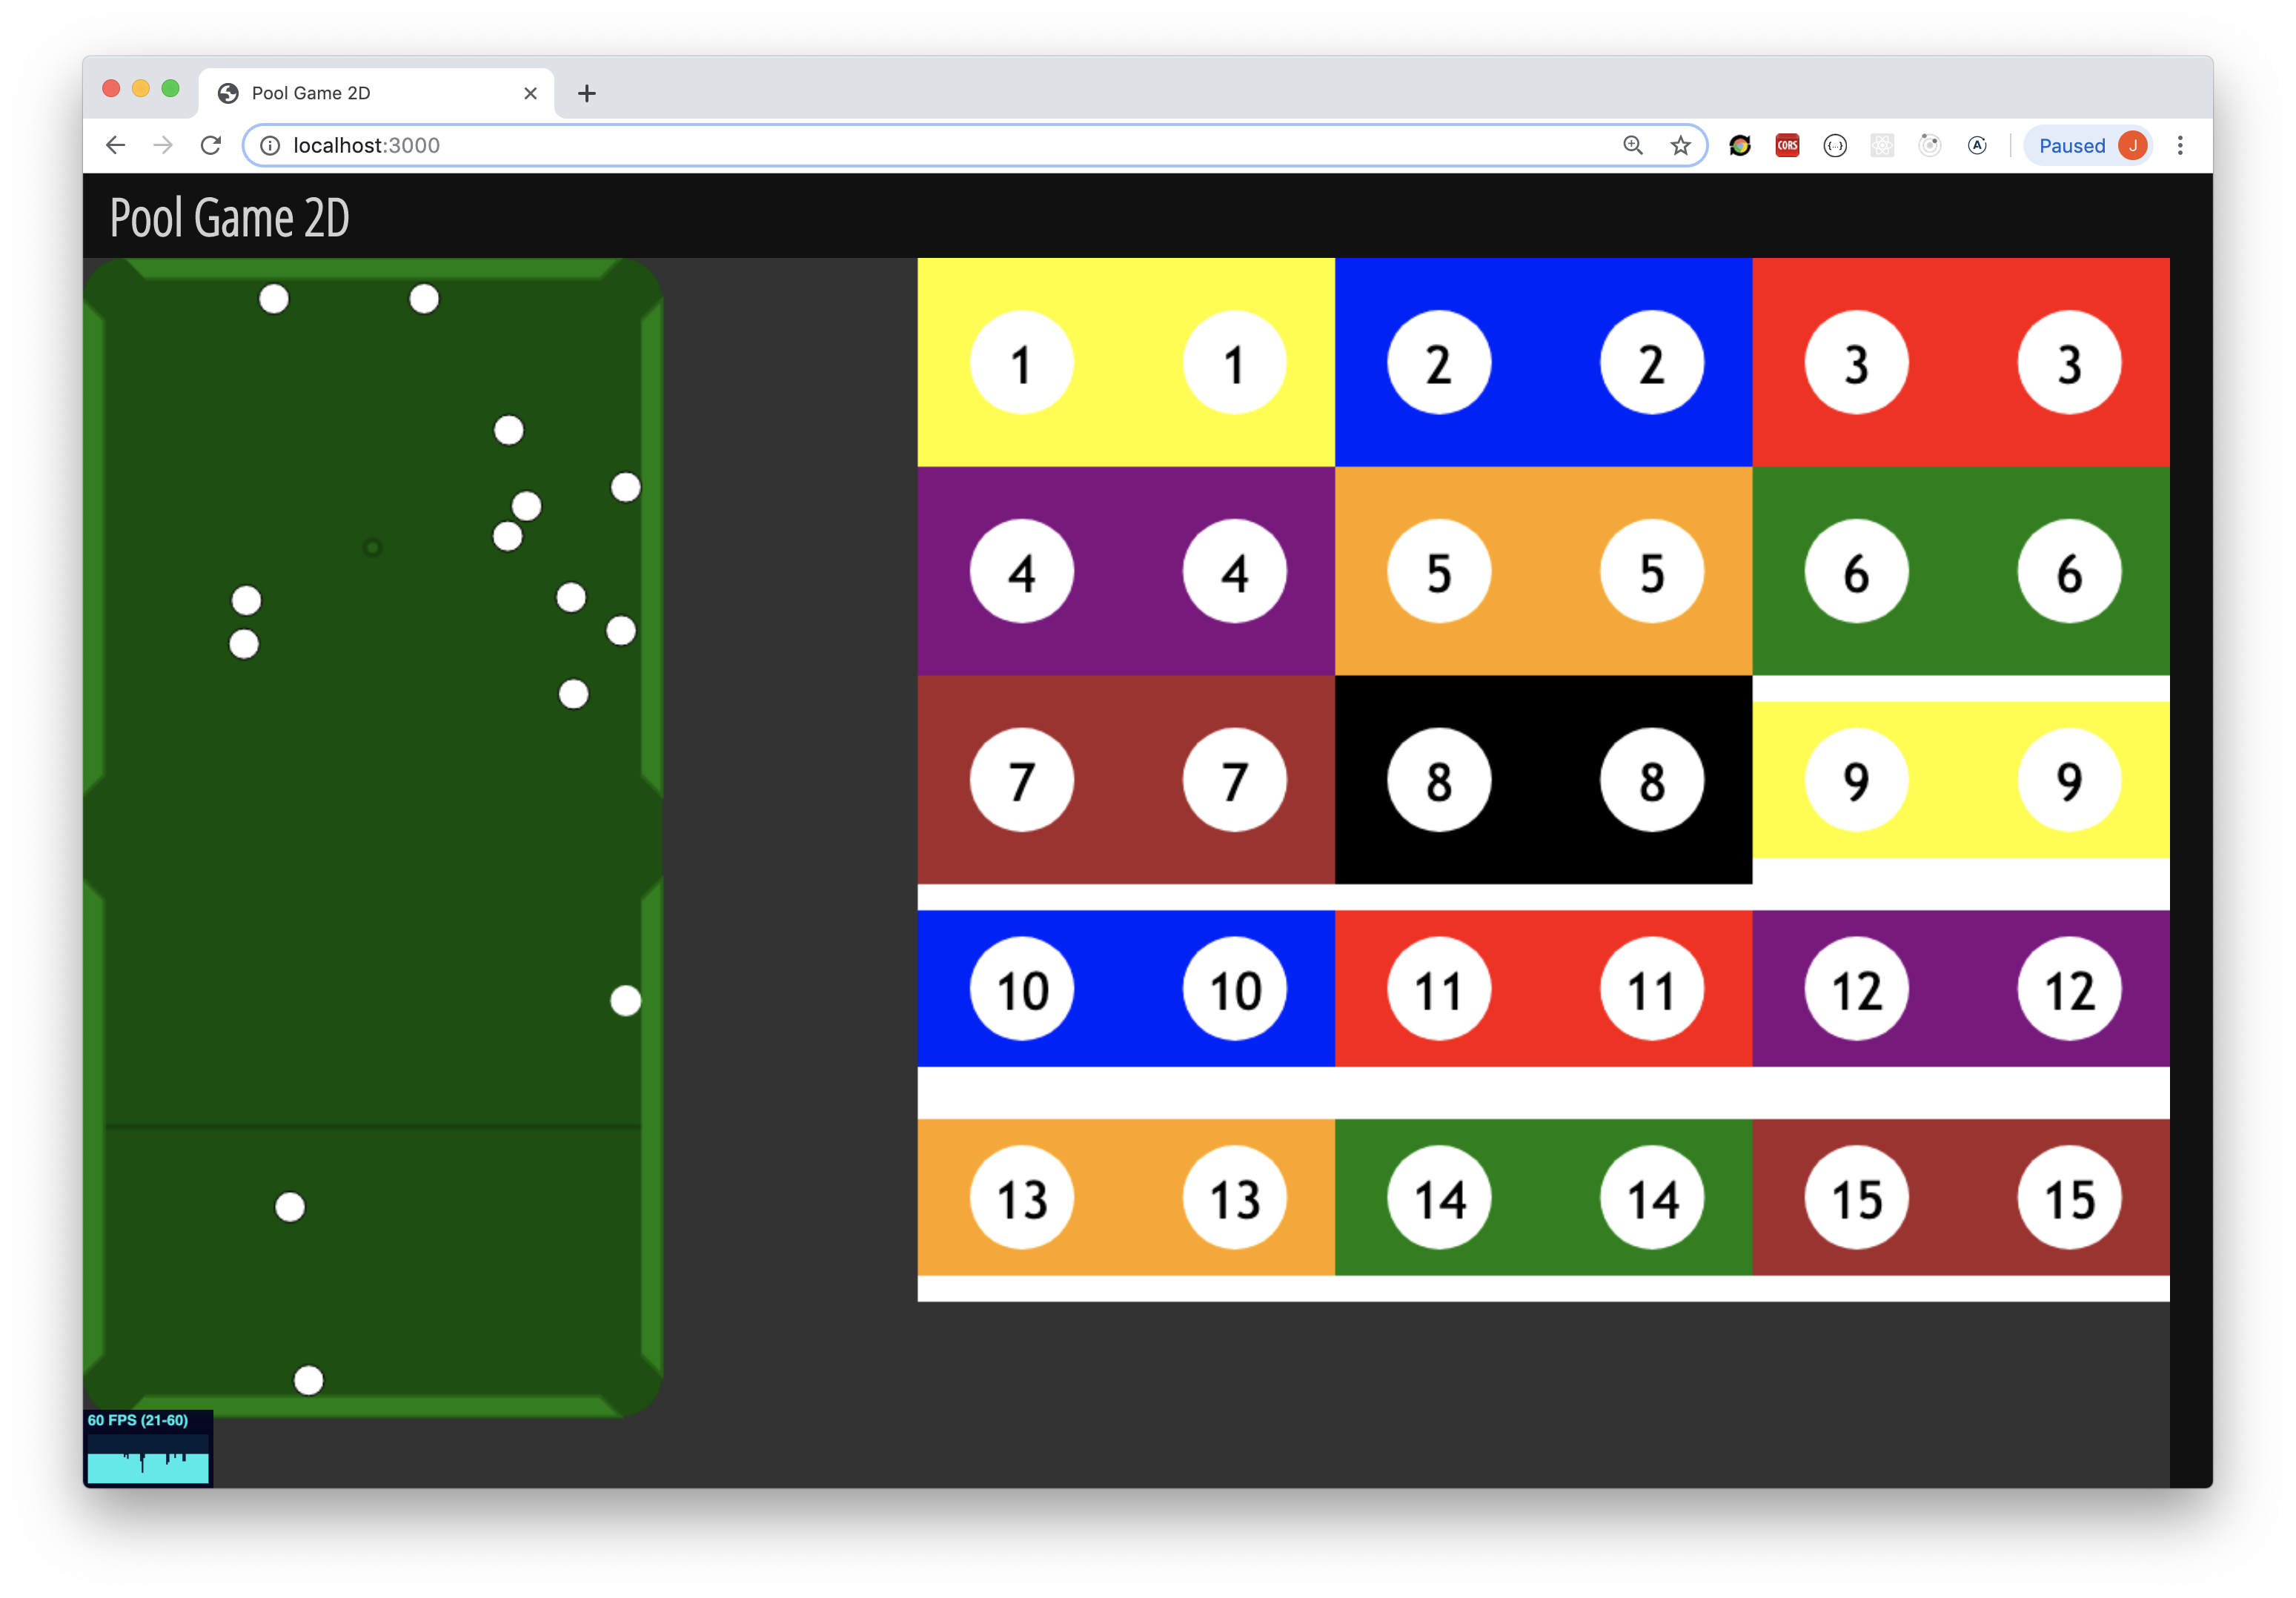 Pool Game 2D
localhost:3000
CORS
{...}
A
Paused J
Pool Game 2D
1 1 2 2 3 3
4 4 5 5 6 6
7 7 8 8 9 9
10 10 11 11 12 12
13 13 14 14 15 15
60 FPS (21-60)